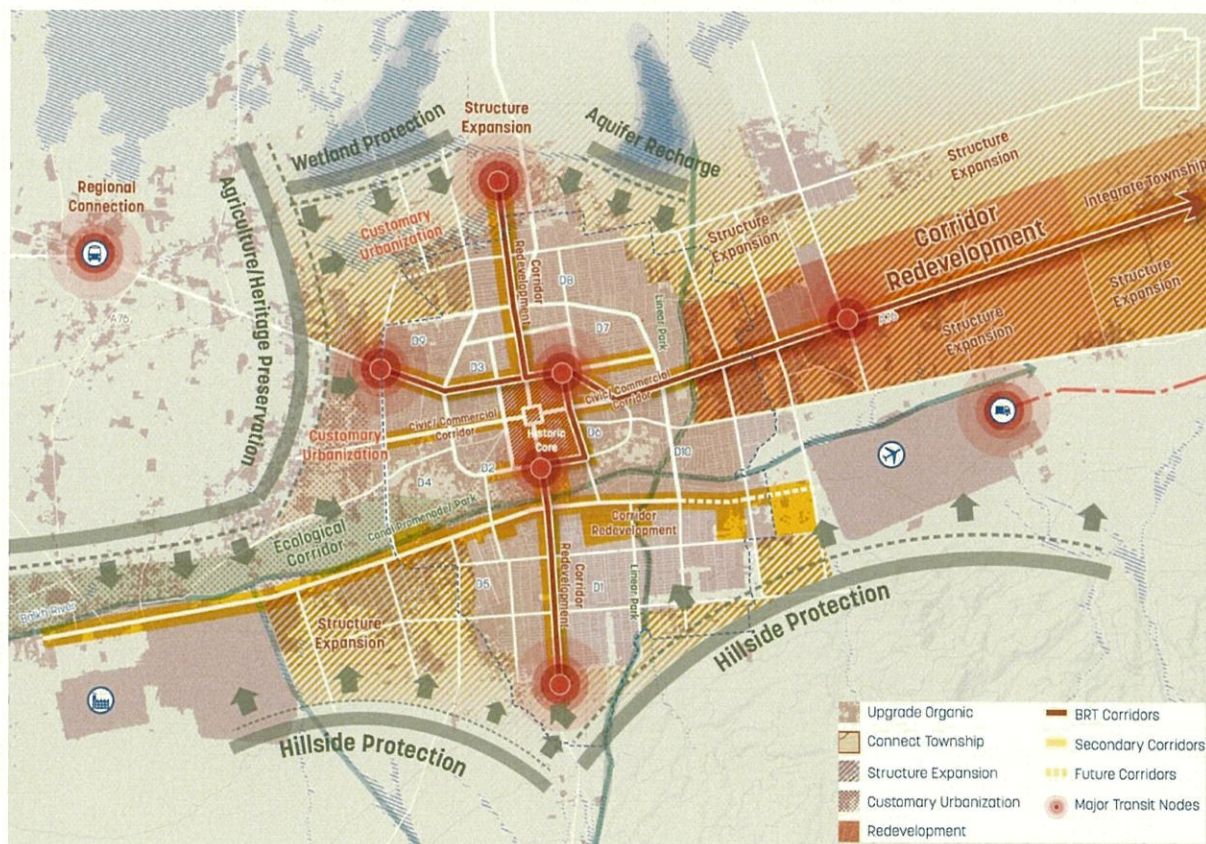 Structure
Expansion
Wetland Protection
Aquifer Recharge
Regional
Connection
Agriculture/Heritage Preservation
Customary
Urbanization
Structure
Expansion
Integrate Township
Corridor
Redevelopment
Structure
Expansion
Structure
Expansion
Structure
Expansion
Corridor
Redevelopment
D8
D7
Linear Park
A76
A76
D9
D3
Civic/ Commercial
Corridor
Civic/ Commercial
Corridor
Historic
Core
Customary
Urbanization
D6
D2
D10
D4
Canal Promenade/ Park
Ecological
Corridor
Corridor
Redevelopment
Corridor
Redevelopment
D5
D1
Linear Park
Balkh River
Structure
Expansion
Hillside Protection
Hillside Protection
Upgrade Organic
Connect Township
Structure Expansion
Customary Urbanization
Redevelopment
BRT Corridors
Secondary Corridors
Future Corridors
Major Transit Nodes